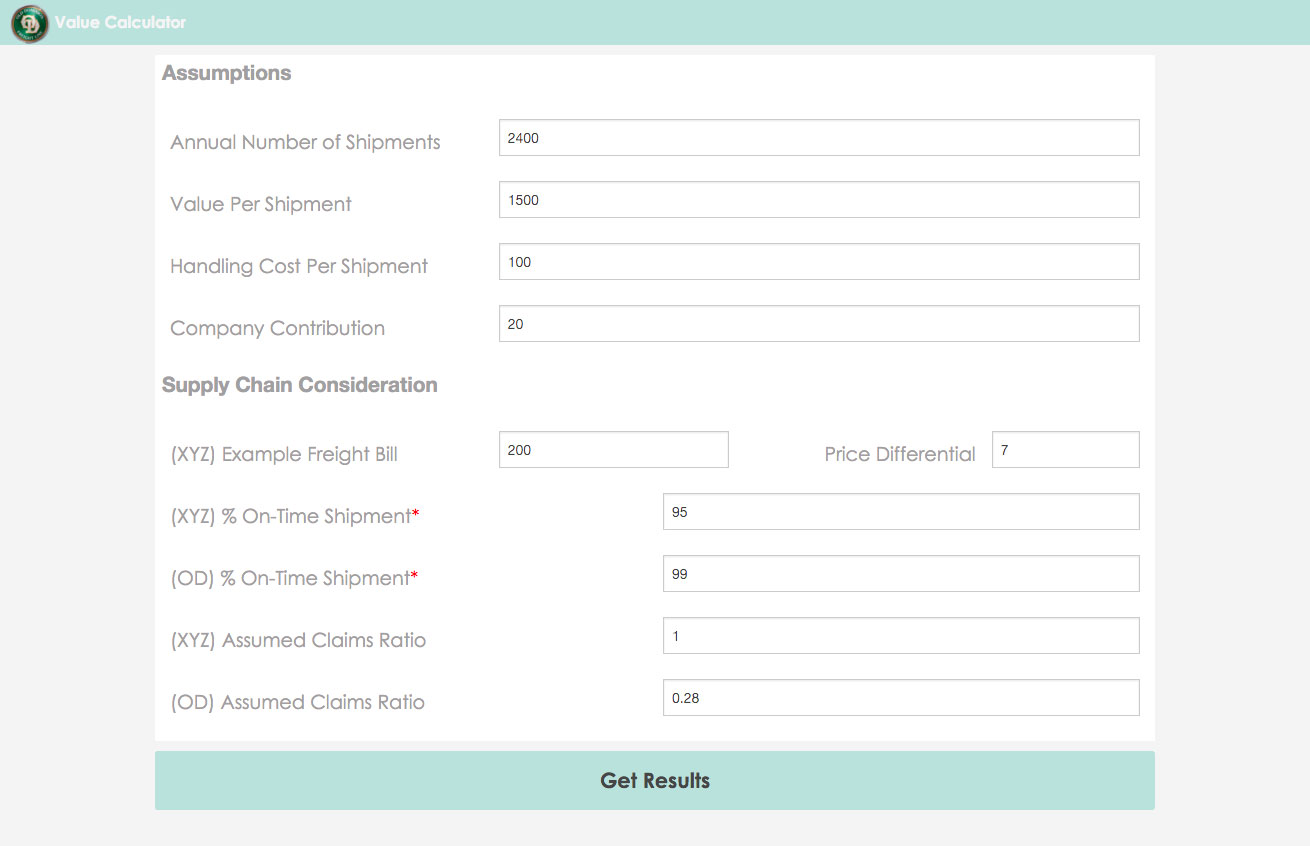 Value Calculator
Assumptions
Annual Number of Shipments 2400
Value Per Shipment 1500
Handling Cost Per Shipment 100
Company Contribution 20
Supply Chain Consideration
(XYZ) Example Freight Bill 200 Price Differential 7
(XYZ) % On-Time Shipment* 95
(OD) % On-Time Shipment* 99
(XYZ) Assumed Claims Ratio 1
(OD) Assumed Claims Ratio 0.28
Get Results